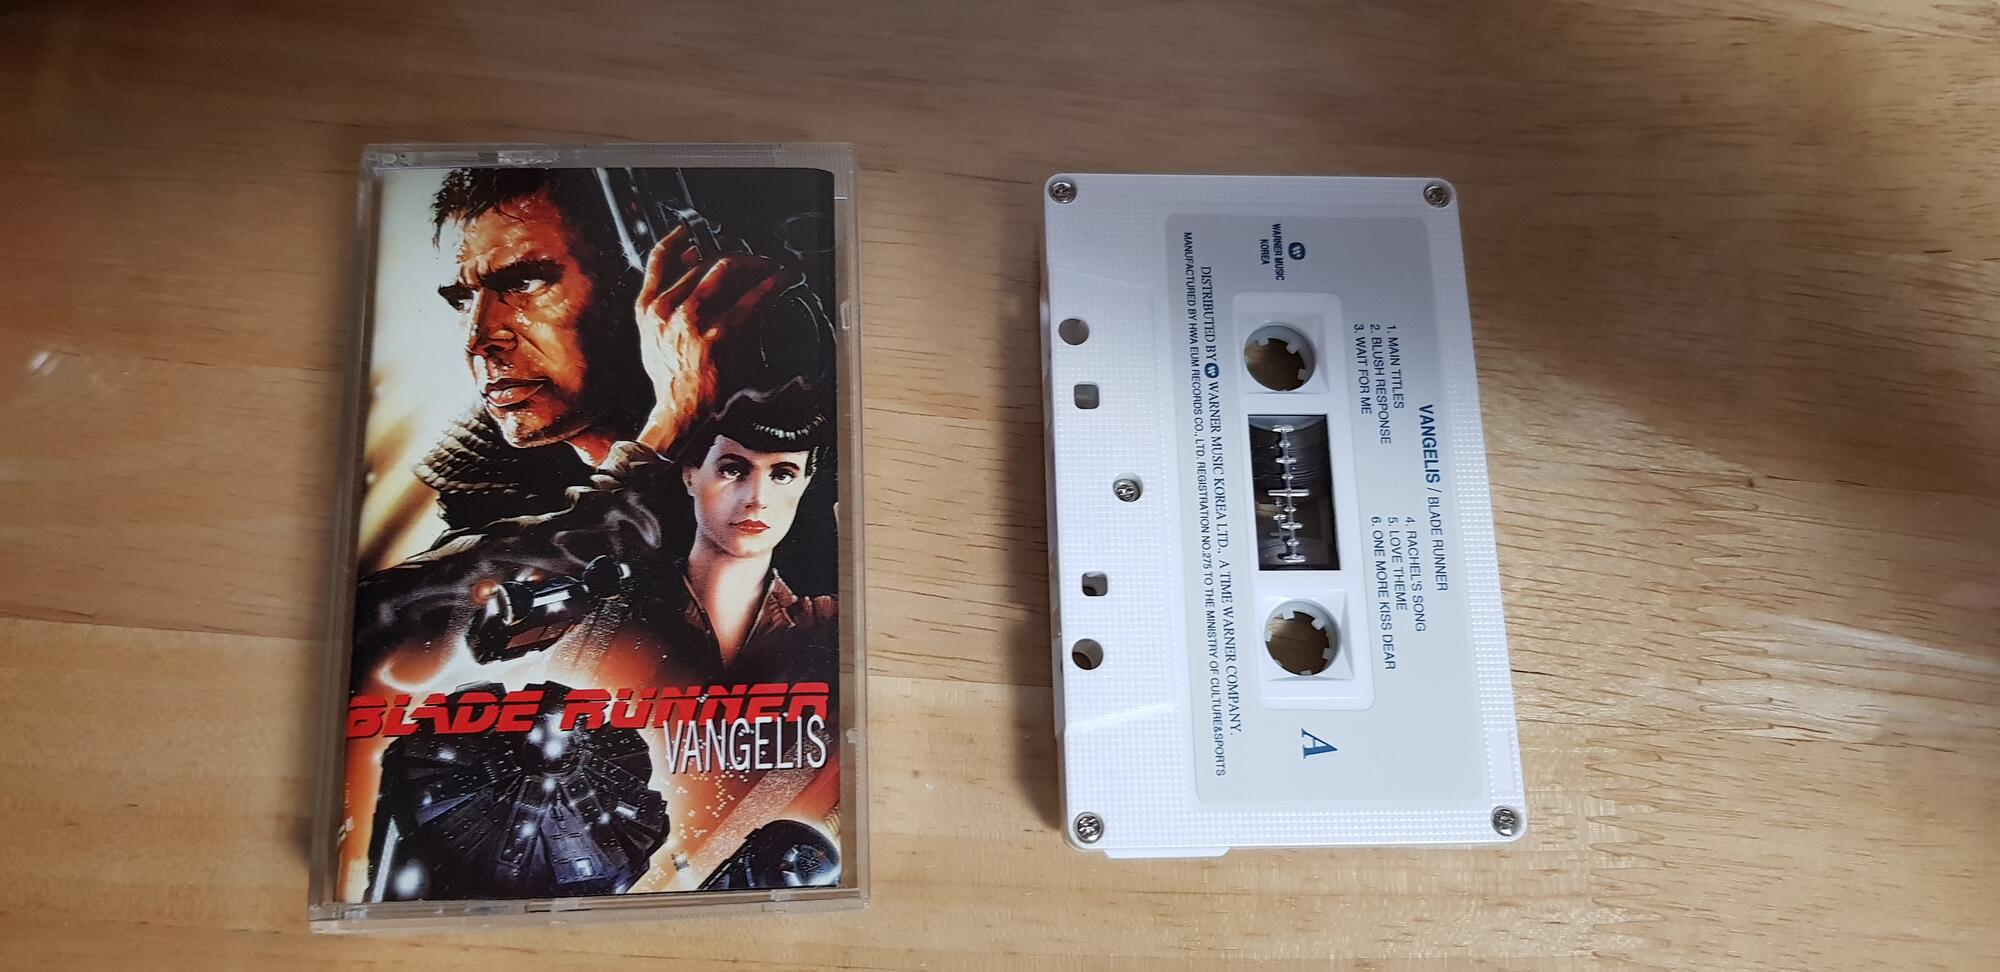 BLADE RUNNER
VANGELIS
VANGELIS / BLADE RUNNER
1. MAIN TITLES
2. BLUSH RESPONSE
3. WAIT FOR ME
4. RACHEL'S SONG
5. LOVE THEME
6. ONE MORE KISS DEAR
WARNER MUSIC
KOREA
A
DISTRIBUTED BY WARNER MUSIC KOREA LTD., A TIME WARNER COMPANY.
MANUFACTURED BY HWA EUM RECORDS CO., LTD. REGISTRATION NO.275 TO THE MINISTRY OF CULTURE&SPORTS